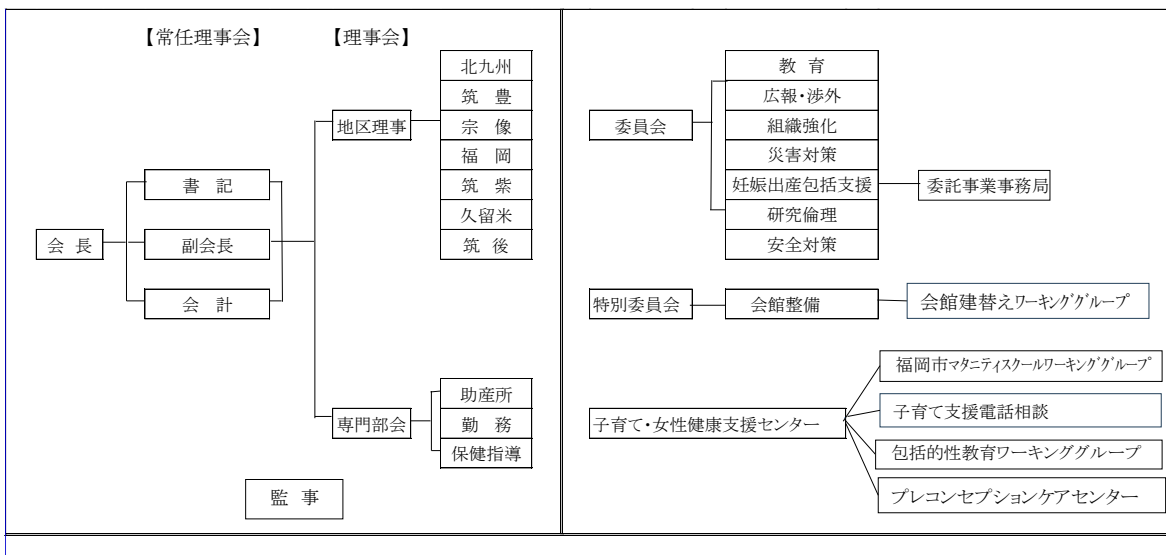 【常任理事会】
【理事会】
会 長
書 記
副会長
会 計
地区理事
北九州
筑 豊
宗 像
福 岡
筑 紫
久留米
筑 後
専門部会
助産所
勤 務
保健指導
監 事
委員会
教 育
広報・渉外
組織強化
災害対策
妊娠出産包括支援
研究倫理
安全対策
委託事業事務局
特別委員会
会館整備
会館建替えワーキンググループ
子育て・女性健康支援センター
福岡市マタニティスクールワーキンググループ
子育て支援電話相談
包括的性教育ワーキンググループ
プレコンセプションケアセンター